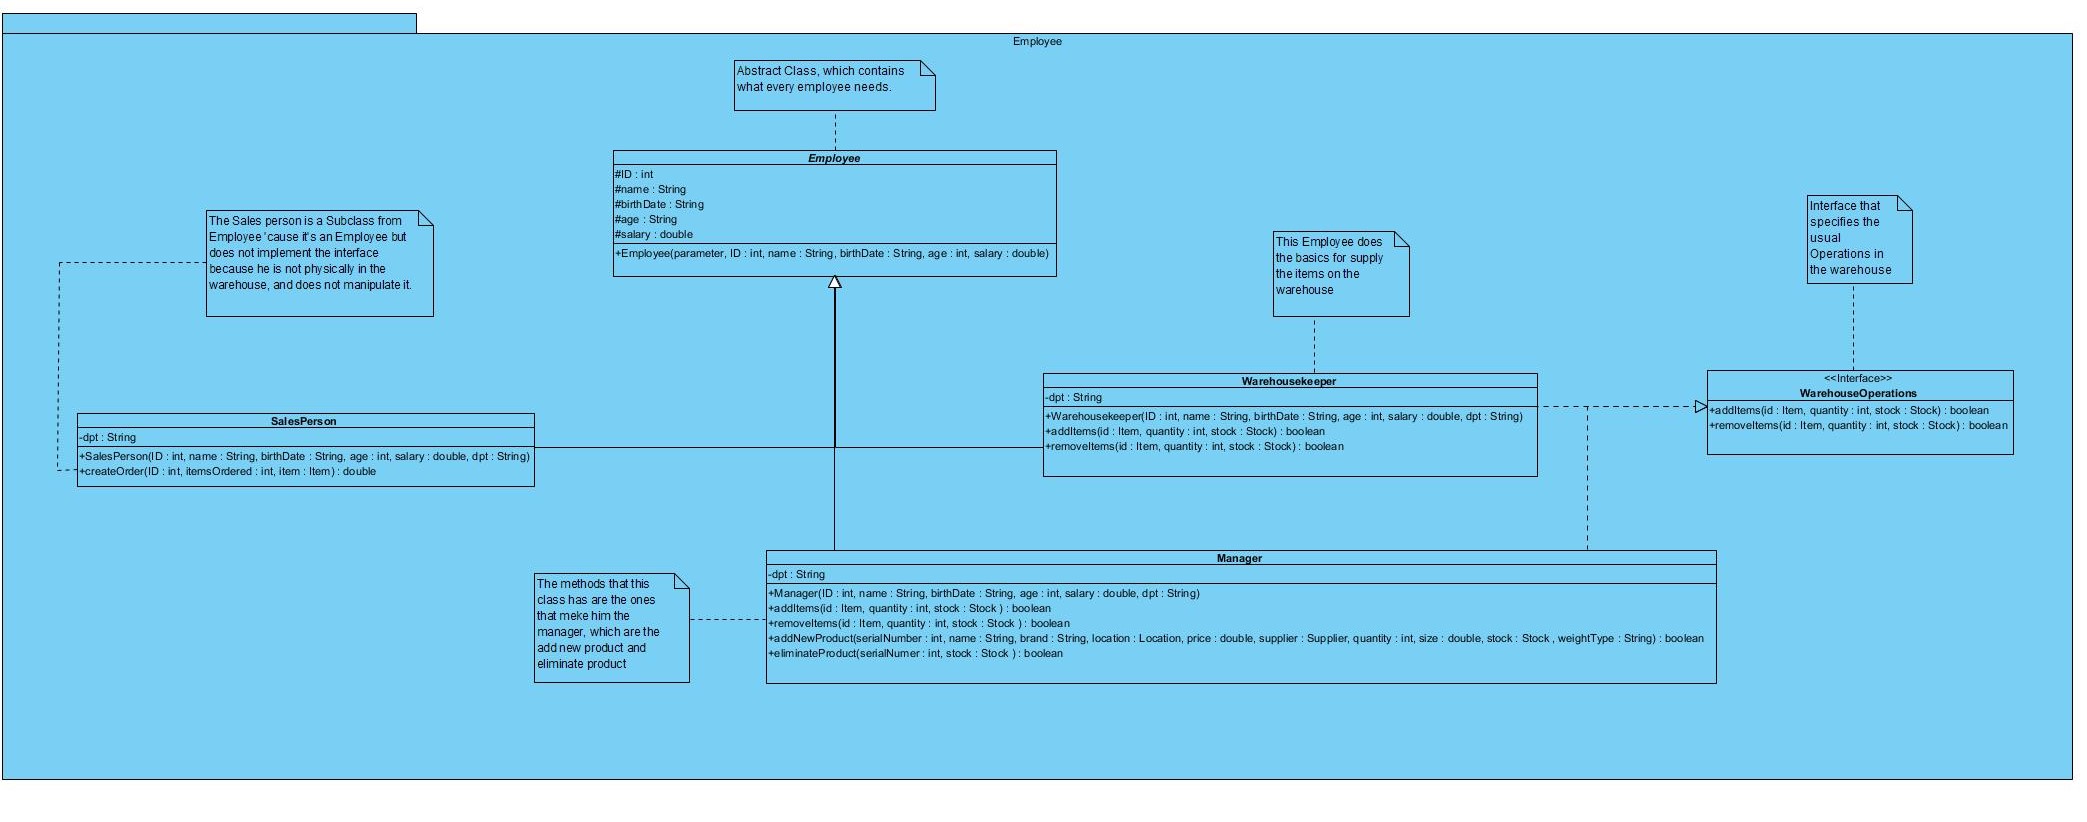 Employee
Abstract Class, which contains
what every employee needs.
Employee
#ID : int
#name : String
#birthDate : String
#age : String
#salary : double
+Employee(parameter, ID : int, name : String, birthDate : String, age : int, salary : double)
The Sales person is a Subclass from
Employee 'cause it's an Employee but
does not implement the interface
because he is not physically in the
warehouse, and does not manipulate it.
This Employee does
the basics for supply
the items on the
warehouse
Interface that
specifies the
usual
Operations in
the warehouse
SalesPerson
-dpt : String
+SalesPerson(ID : int, name : String, birthDate : String, age : int, salary : double, dpt : String)
+createOrder(ID : int, itemsOrdered : int, item : Item) : double
Warehousekeeper
-dpt : String
+Warehousekeeper(ID : int, name : String, birthDate : String, age : int, salary : double, dpt : String)
+addItems(id : Item, quantity : int, stock : Stock) : boolean
+removeItems(id : Item, quantity : int, stock : Stock) : boolean
<<Interface>>
WarehouseOperations
+addItems(id : Item, quantity : int, stock : Stock) : boolean
+removeItems(id : Item, quantity : int, stock : Stock) : boolean
The methods that this
class has are the ones
that meke him the
manager, which are the
add new product and
eliminate product
Manager
-dpt : String
+Manager(ID : int, name : String, birthDate : String, age : int, salary : double, dpt : String)
+addItems(id : Item, quantity : int, stock : Stock ) : boolean
+removeItems(id : Item, quantity : int, stock : Stock ) : boolean
+addNewProduct(serialNumber : int, name : String, brand : String, location : Location, price : double, supplier : Supplier, quantity : int, size : double, stock : Stock , weightType : String) : boolean
+eliminateProduct(serialNumer : int, stock : Stock ) : boolean